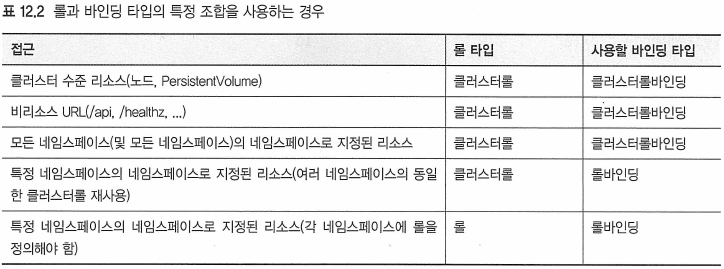 표 12.2 롤과 바인딩 타입의 특정 조합을 사용하는 경우
접근 롤 타입 사용할 바인딩 타입
클러스터 수준 리소스(노드, PersistentVolume) 클러스터롤 클러스터롤바인딩
비리소스 URL(/api, /healthz, ...) 클러스터롤 클러스터롤바인딩
모든 네임스페이스(및 모든 네임스페이스)의 네임스페이스로 지정된 리소스 클러스터롤 클러스터롤바인딩
특정 네임스페이스의 네임스페이스로 지정된 리소스(여러 네임스페이스의 동일 클러스터롤 롤바인딩
한 클러스터롤 재사용)
특정 네임스페이스의 네임스페이스로 지정된 리소스(각 네임스페이스에 롤을 롤 롤바인딩
정의해야 함)